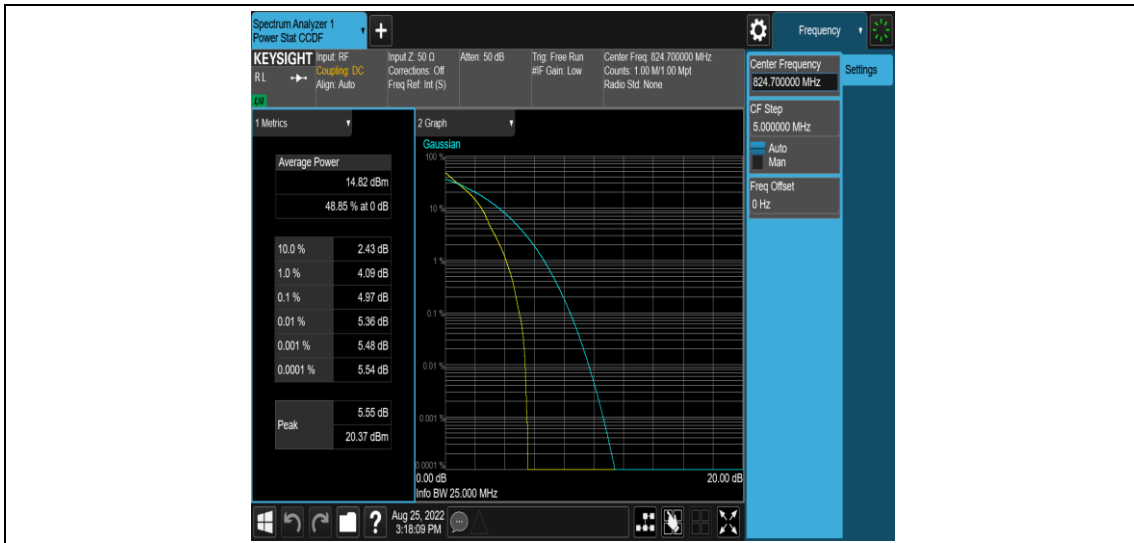 Spectrum Analyzer 1
Power Stat CCDF
Frequency
KEYSIGHT
RL
LXI
Input: RF
Coupling: DC
Align: Auto
Input Z: 50 Ω
Corrections: Off
Freq Ref: Int (S)
Atten: 50 dB
Trig: Free Run
#IF Gain: Low
Center Freq: 824.700000 MHz
Counts: 1.00 M/1.00 Mpt
Radio Std: None
Center Frequency
824.700000 MHz
Settings
CF Step
5.000000 MHz
Auto
Man
Freq Offset
0 Hz
1 Metrics
Average Power
14.82 dBm
48.85 % at 0 dB
10.0 % 2.43 dB
1.0 % 4.09 dB
0.1 % 4.97 dB
0.01 % 5.36 dB
0.001 % 5.48 dB
0.0001 % 5.54 dB
Peak
5.55 dB
20.37 dBm
2 Graph
Gaussian
100 %
10 %
1 %
0.1 %
0.01 %
0.001 %
0.0001 %
0.00 dB 20.00 dB
Info BW 25.000 MHz
Aug 25, 2022
3:18:09 PM